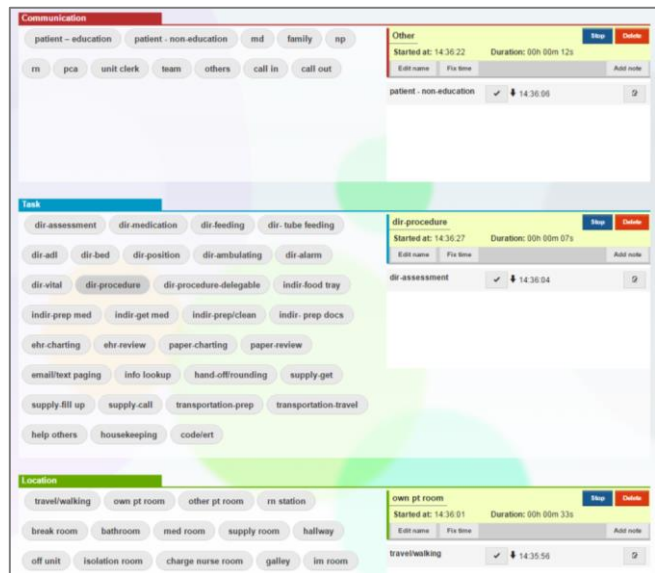 Communication
patient – education patient - non-education md family np
rn pca unit clerk team others call in call out
Other Stop Delete
Started at: 14:36:22 Duration: 00h 00m 12s
Edit name Fix time Add note
patient - non-education 14:36:06
Task
dir-assessment dir-medication dir-feeding dir- tube feeding
dir-adl dir-bed dir-position dir-ambulating dir-alarm
dir-vital dir-procedure dir-procedure-delegable indir-food tray
indir-prep med indir-get med indir-prep/clean indir- prep docs
ehr-charting ehr-review paper-charting paper-review
email/text paging info lookup hand-off/rounding supply-get
supply-fill up supply-call transportation-prep transportation-travel
help others housekeeping code/ert
dir-procedure Stop Delete
Started at: 14:36:27 Duration: 00h 00m 07s
Edit name Fix time Add note
dir-assessment 14:36:04
Location
travel/walking own pt room other pt room rn station
break room bathroom med room supply room hallway
off unit isolation room charge nurse room galley im room
own pt room Stop Delete
Started at: 14:36:01 Duration: 00h 00m 33s
Edit name Fix time Add note
travel/walking 14:35:56